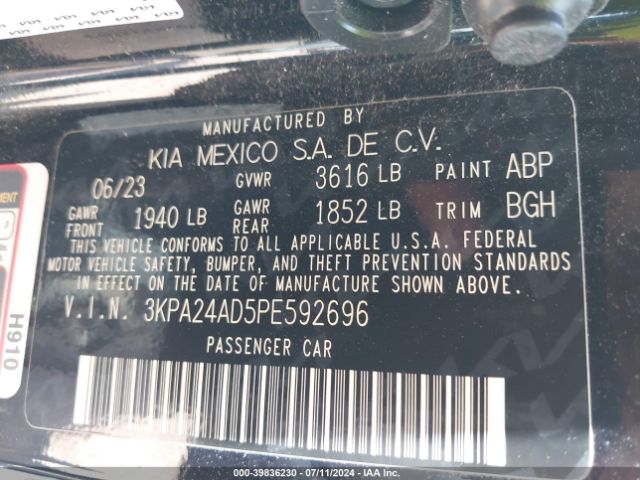 MANUFACTURED BY
KIA MEXICO S.A. DE C.V.
06/23 GVWR 3616 LB PAINT ABP
GAWR FRONT 1940 LB GAWR REAR 1852 LB TRIM BGH
THIS VEHICLE CONFORMS TO ALL APPLICABLE U.S.A. FEDERAL
MOTOR VEHICLE SAFETY, BUMPER, AND THEFT PREVENTION STANDARDS
IN EFFECT ON THE DATE OF MANUFACTURE SHOWN ABOVE.
V.I.N. 3KPA24AD5PE592696
PASSENGER CAR
H910
000-39836230 - 07/11/2024 - IAA Inc.